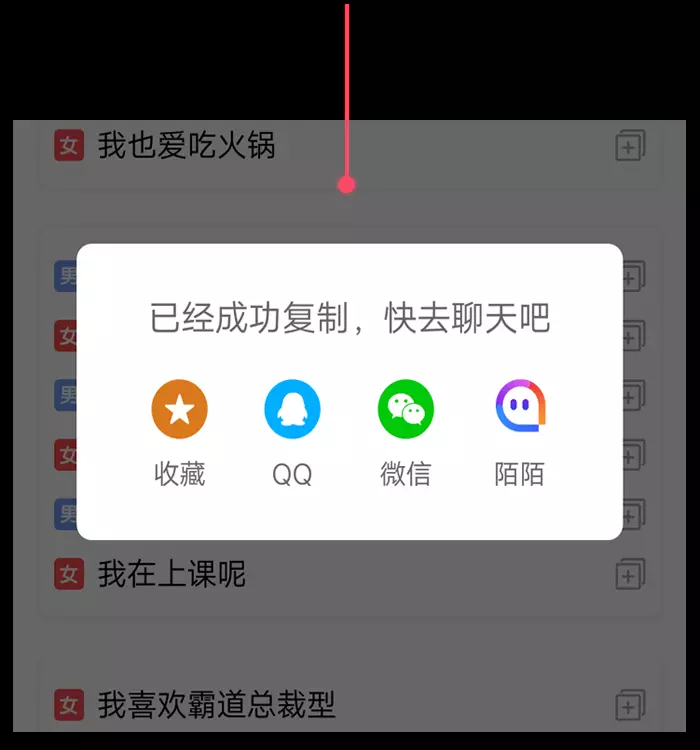 女 我也爱吃火锅
男
已经成功复制，快去聊天吧
女
男
收藏 QQ 微信 陌陌
女
男
女 我在上课呢
女 我喜欢霸道总裁型